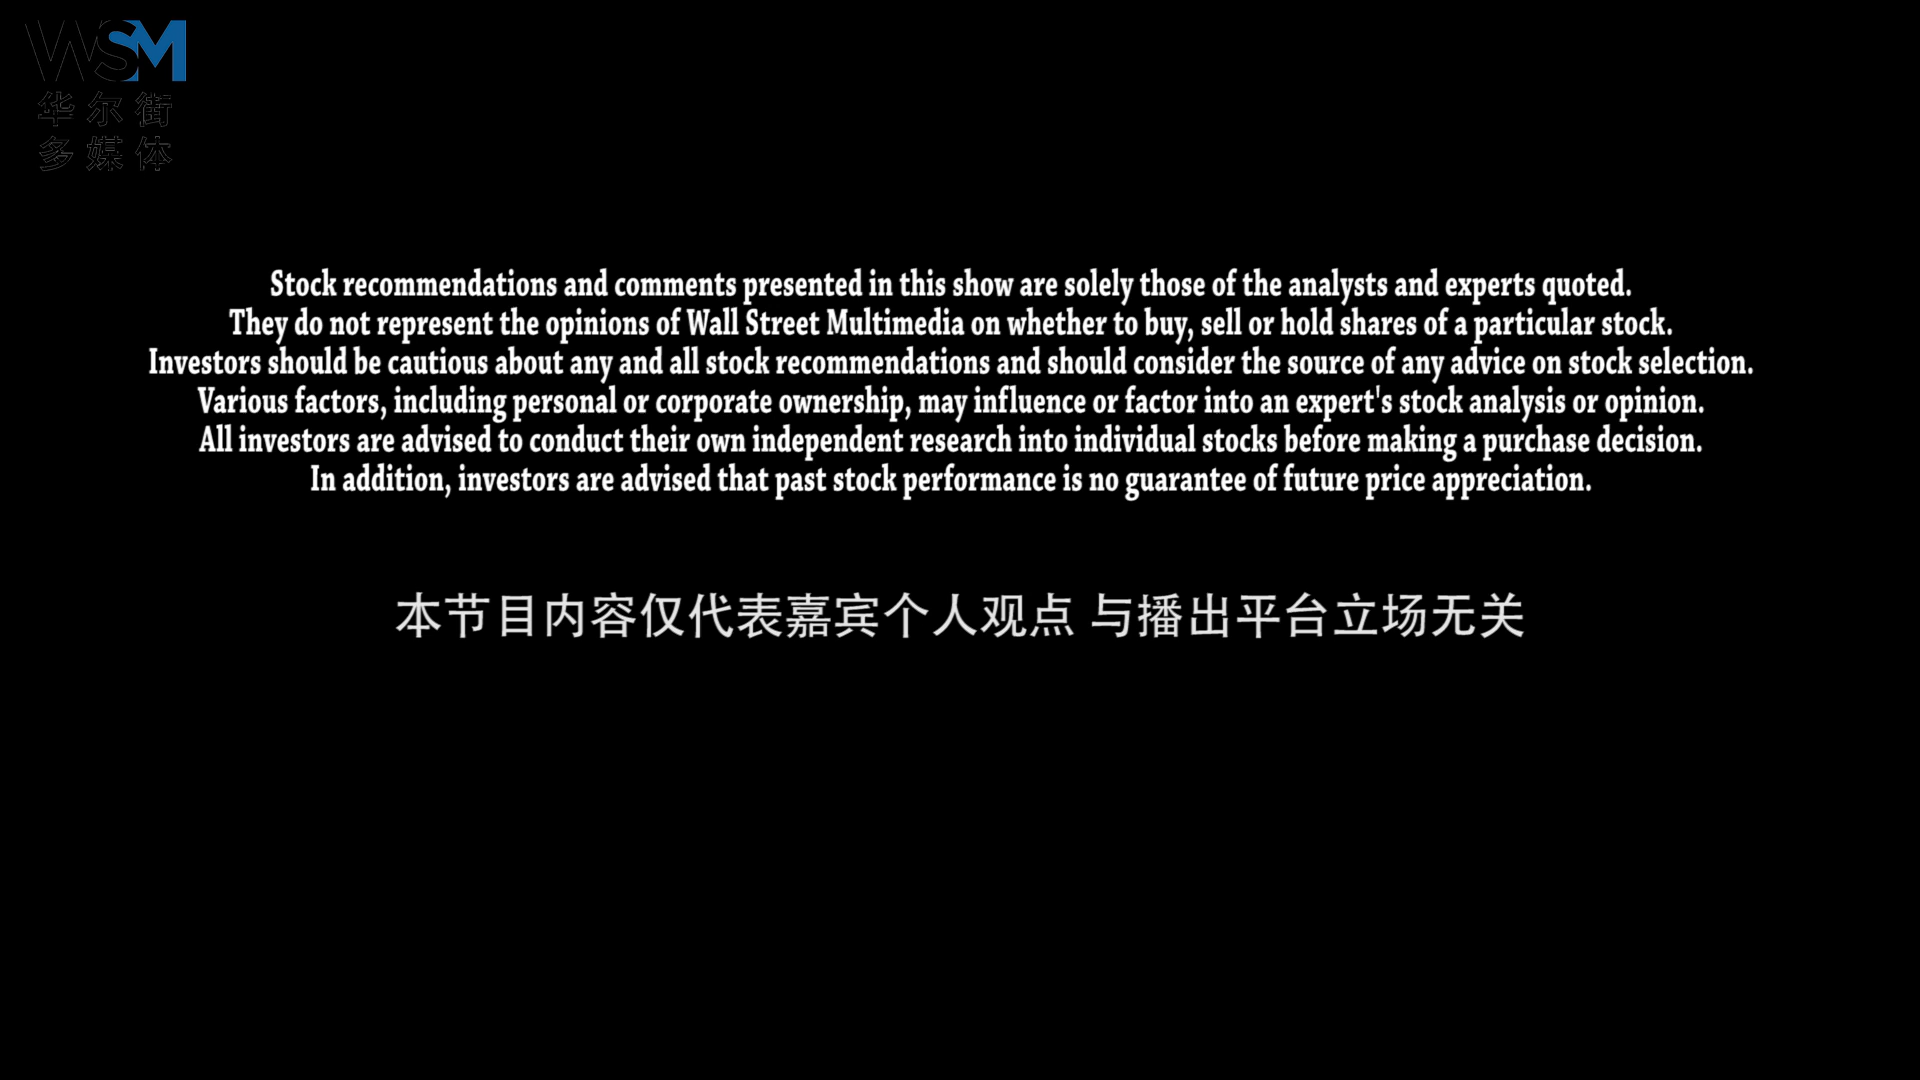 WSM
华尔街
多媒体
Stock recommendations and comments presented in this show are solely those of the analysts and experts quoted.
They do not represent the opinions of Wall Street Multimedia on whether to buy, sell or hold shares of a particular stock.
Investors should be cautious about any and all stock recommendations and should consider the source of any advice on stock selection.
Various factors, including personal or corporate ownership, may influence or factor into an expert's stock analysis or opinion.
All investors are advised to conduct their own independent research into individual stocks before making a purchase decision.
In addition, investors are advised that past stock performance is no guarantee of future price appreciation.
本节目内容仅代表嘉宾个人观点 与播出平台立场无关